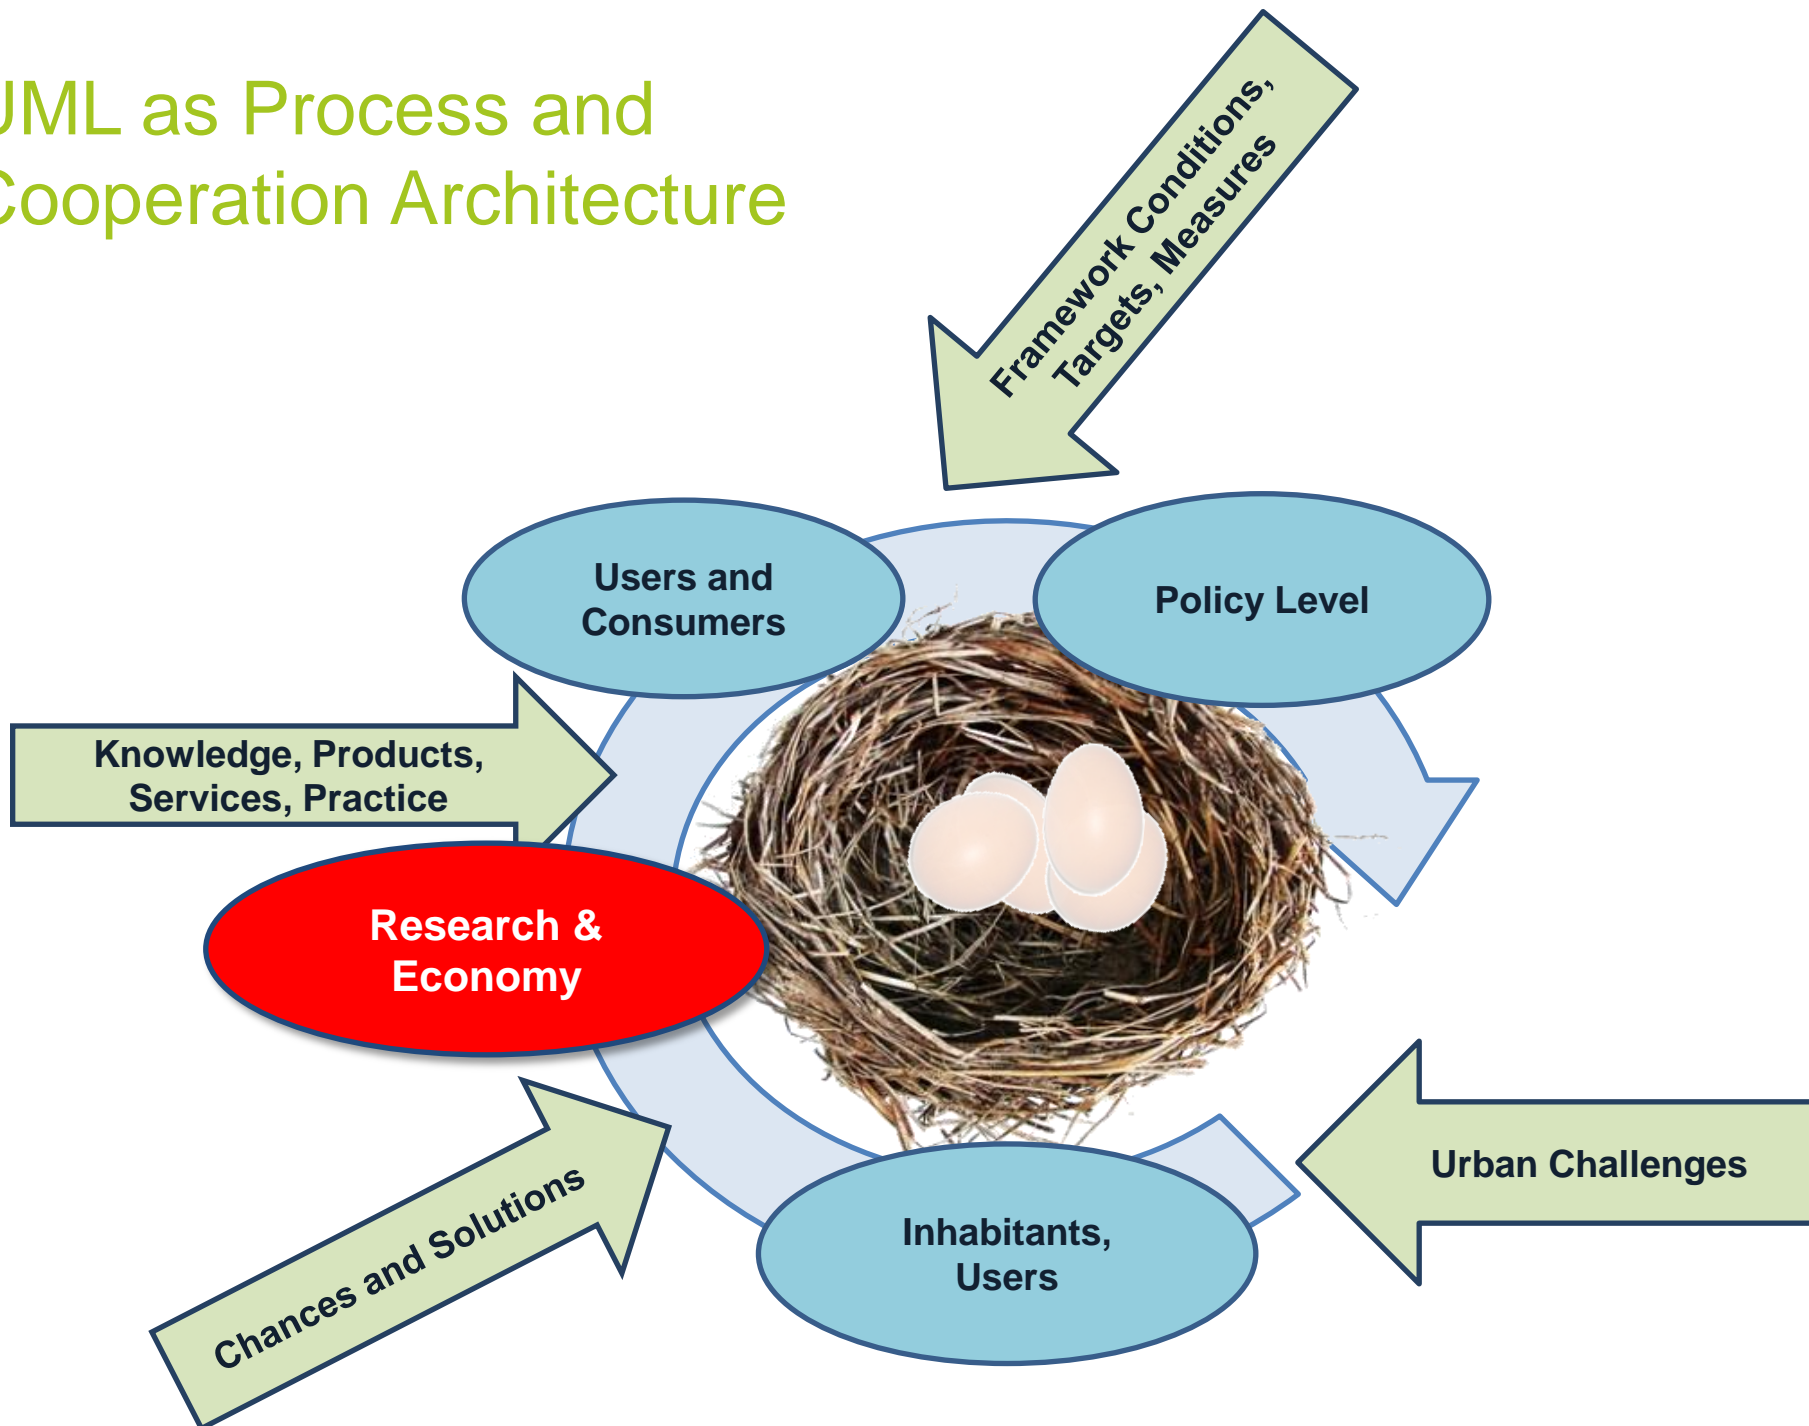 UML as Process and
Cooperation Architecture
Framework Conditions,
Targets, Measures
Users and
Consumers
Policy Level
Knowledge, Products,
Services, Practice
Research &
Economy
Urban Challenges
Chances and Solutions
Inhabitants,
Users